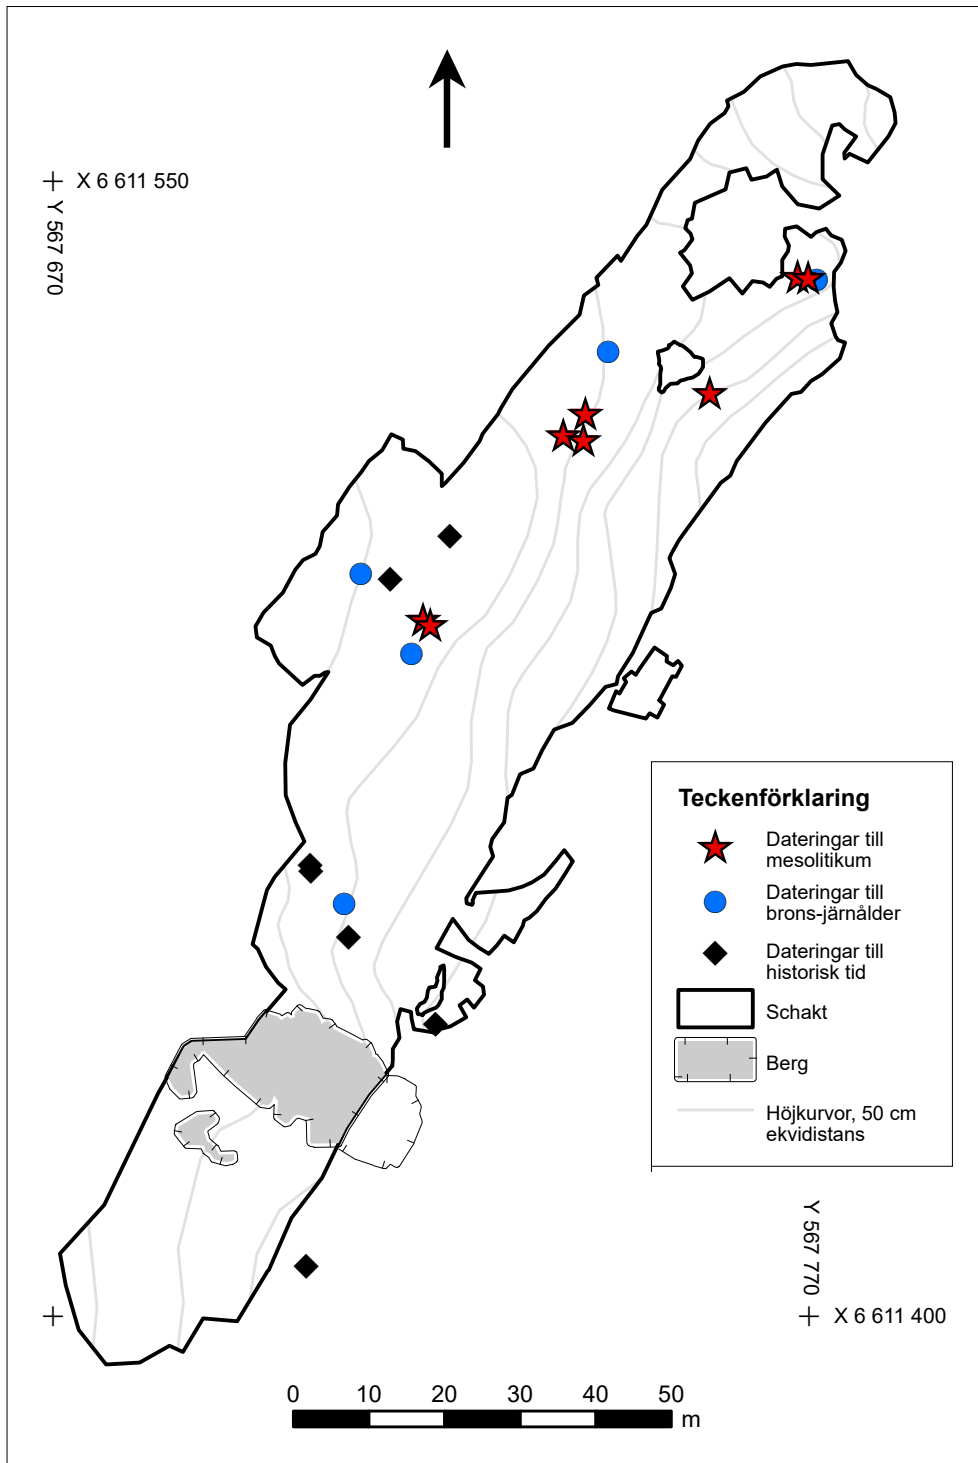 X 6 611 550
Y 567 670
Teckenförklaring
Dateringar till
mesolitikum
Dateringar till
brons-järnålder
Dateringar till
historisk tid
Schakt
Berg
Höjkurvor, 50 cm
ekvidistans
Y 567 770
X 6 611 400
0 10 20 30 40 50
m